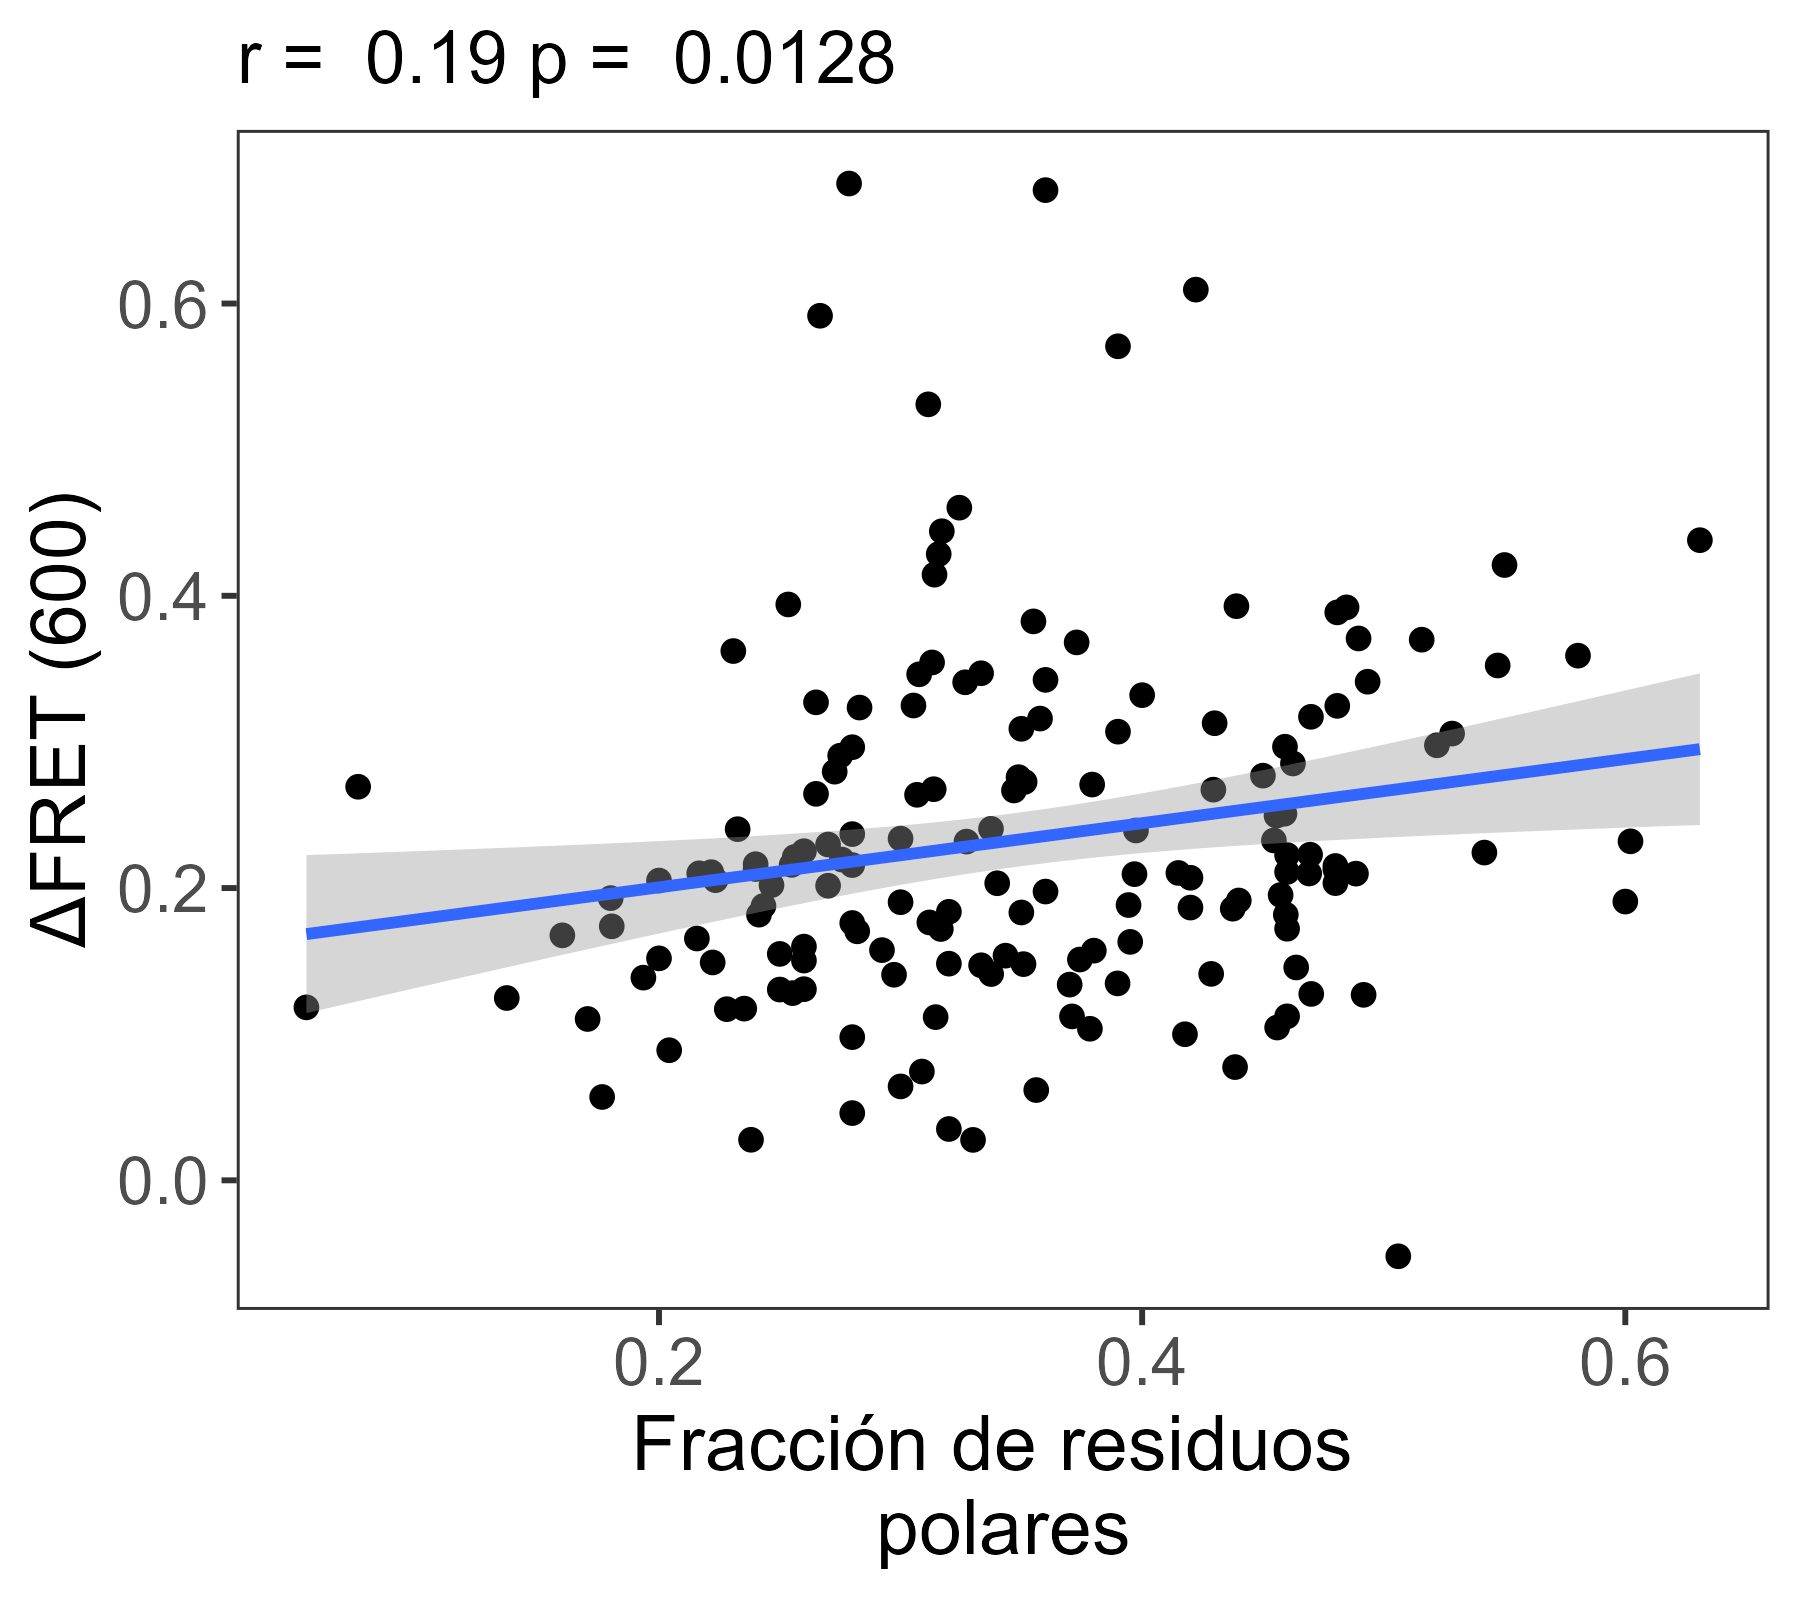 r =  0.19 p =  0.0128
ΔFRET (600)
0.6
0.4
0.2
0.0
0.2 0.4 0.6
Fracción de residuos
polares